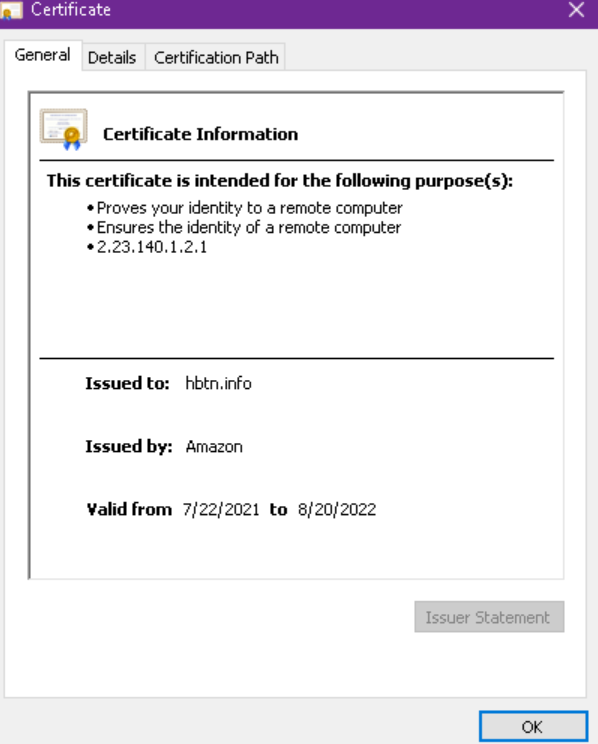 Certificate
General Details Certification Path
Certificate Information
This certificate is intended for the following purpose(s):
• Proves your identity to a remote computer
• Ensures the identity of a remote computer
• 2.23.140.1.2.1
Issued to: hbtn.info
Issued by: Amazon
Valid from 7/22/2021 to 8/20/2022
Issuer Statement
OK